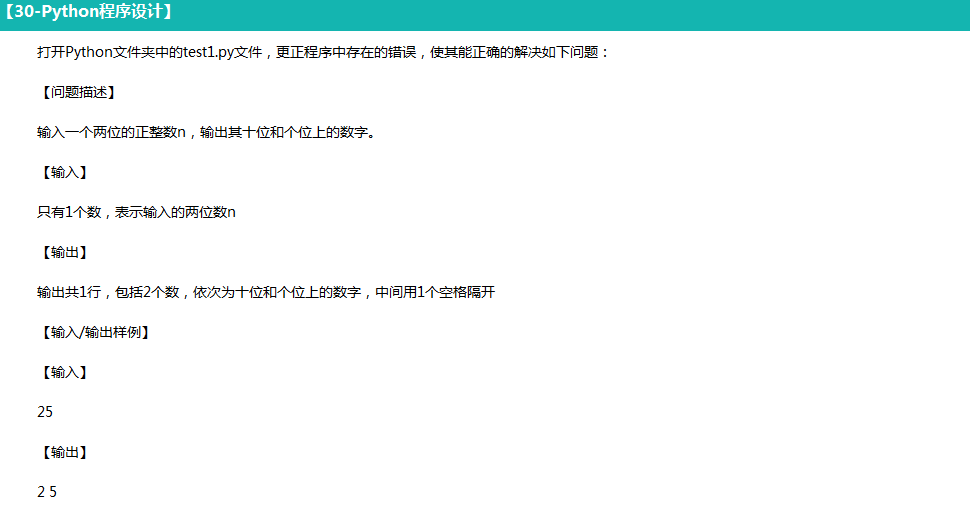 【30-Python程序设计】
打开Python文件夹中的test1.py文件，更正程序中存在的错误，使其能正确的解决如下问题：
【问题描述】
输入一个两位的正整数n，输出其十位和个位上的数字。
【输入】
只有1个数，表示输入的两位数n
【输出】
输出共1行，包括2个数，依次为十位和个位上的数字，中间用1个空格隔开
【输入/输出样例】
【输入】
25
【输出】
2 5